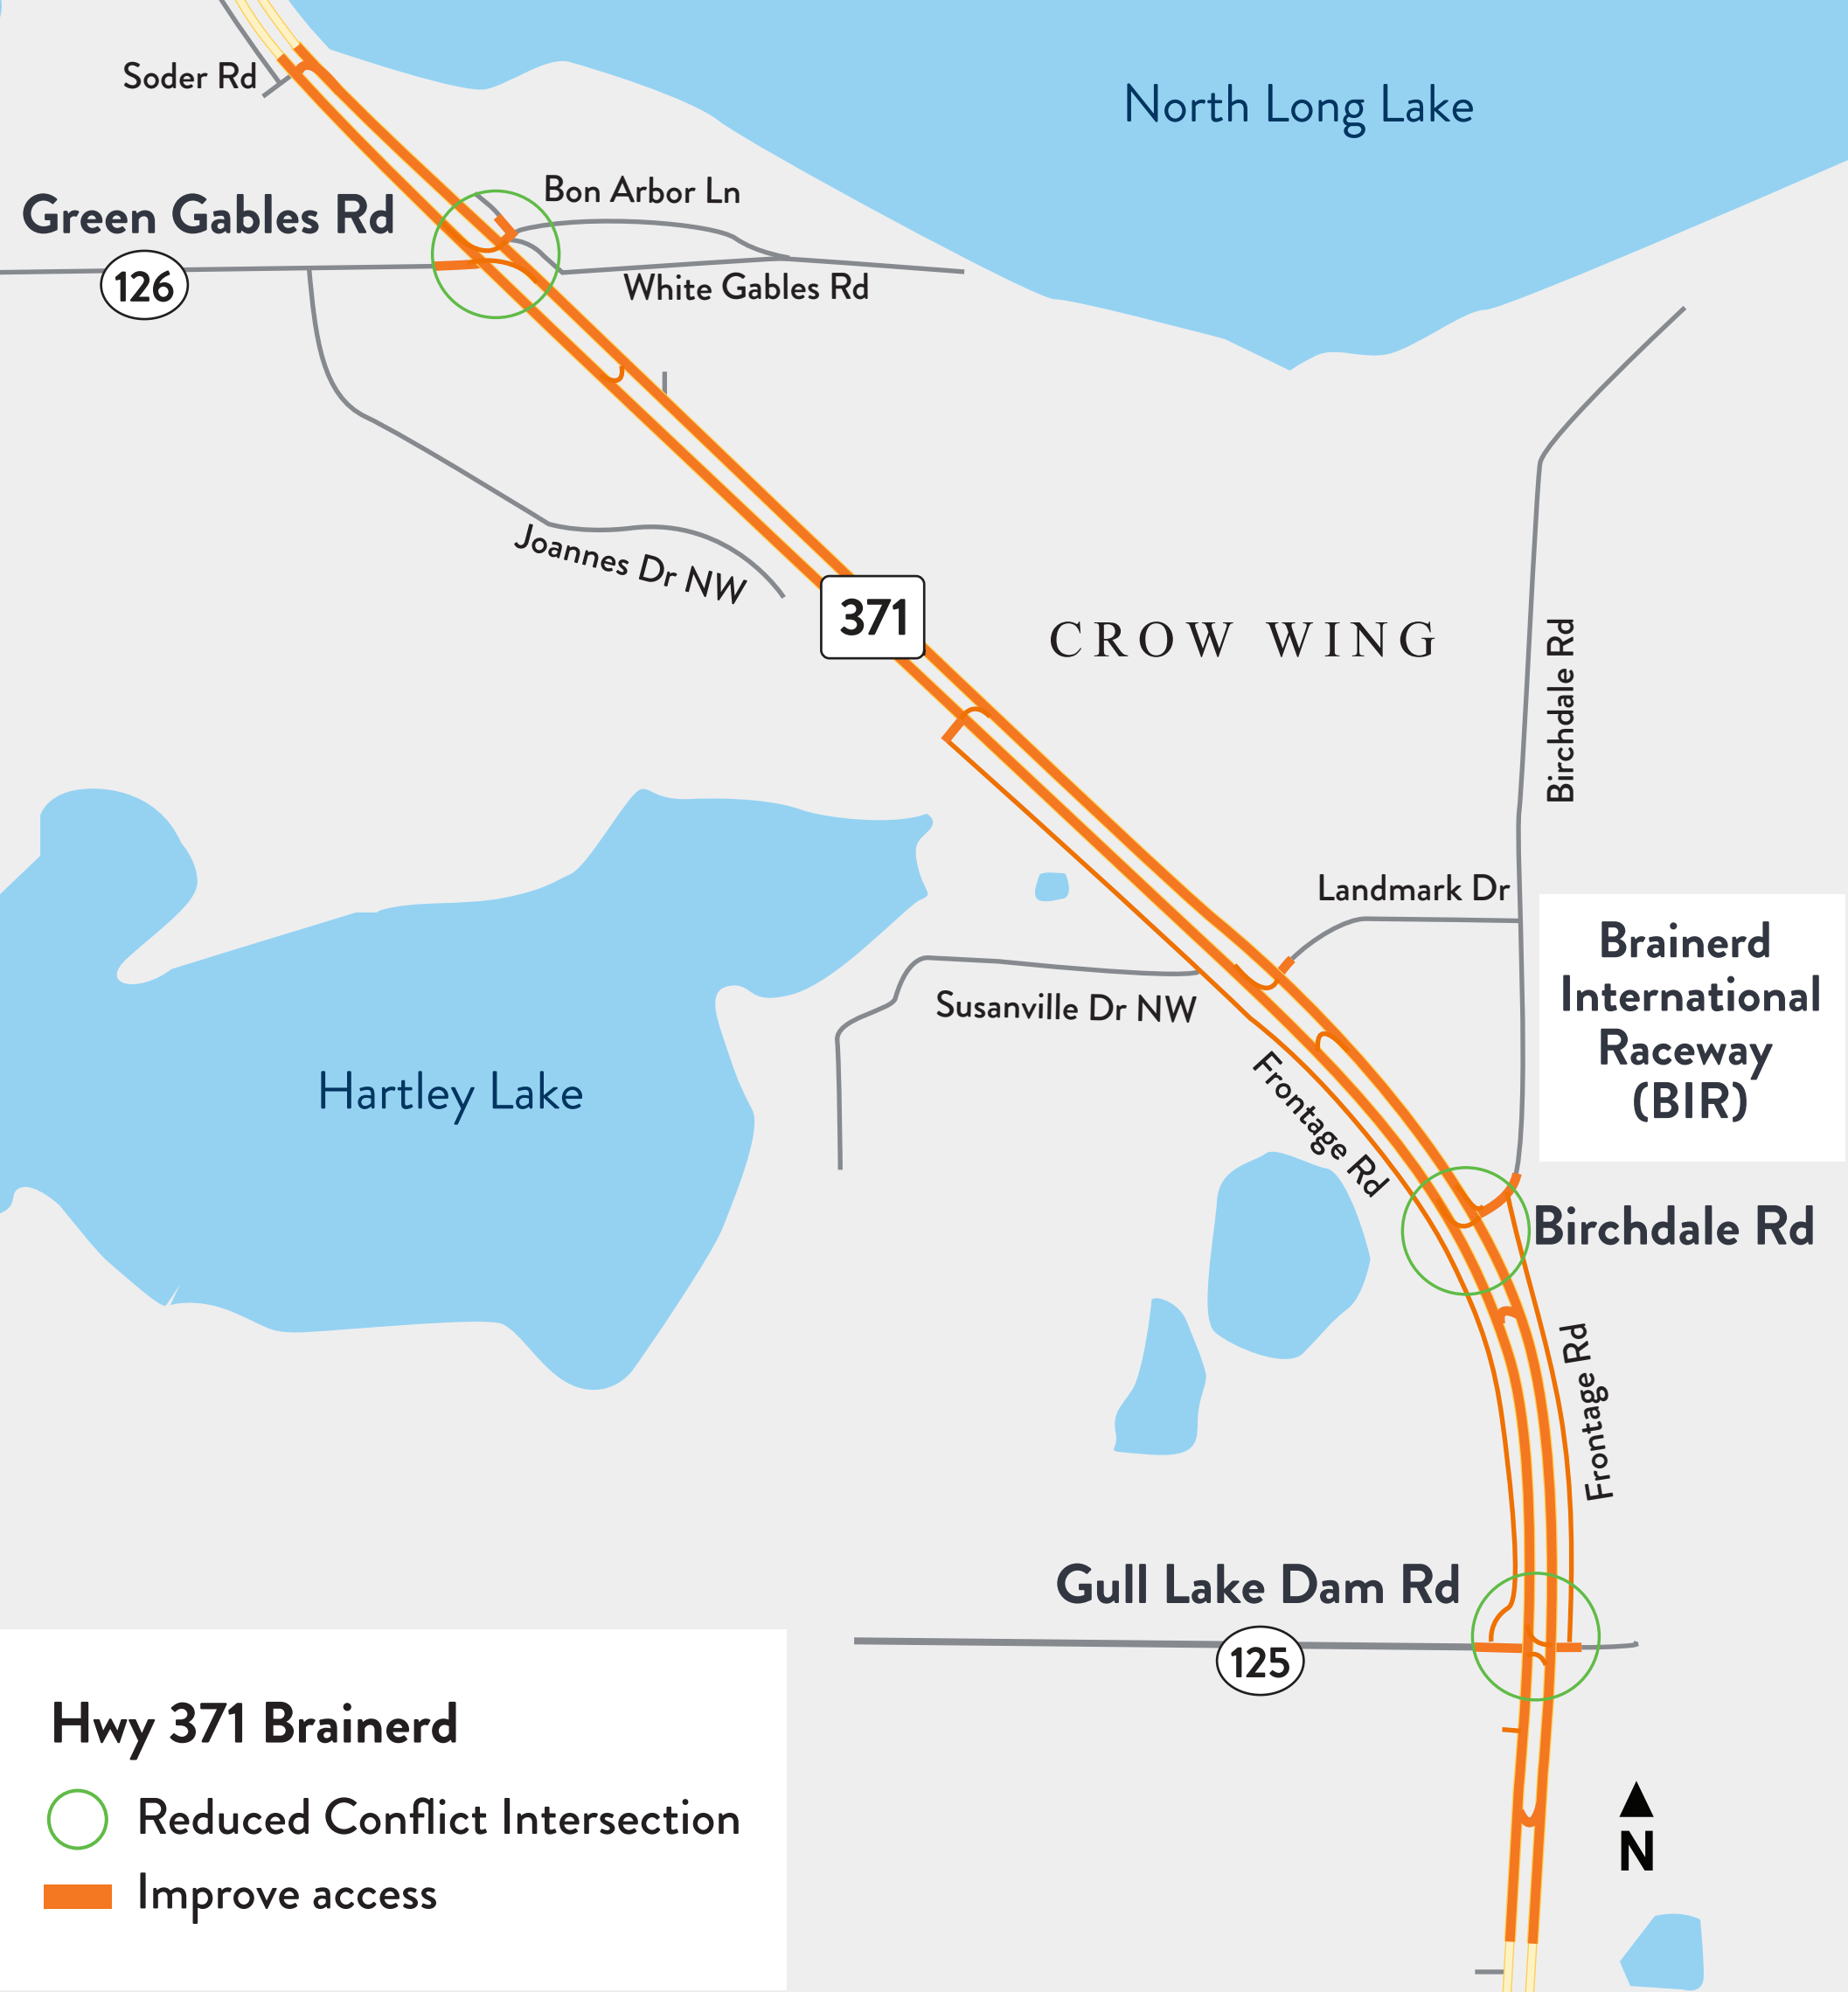 Soder Rd
North Long Lake
Bon Arbor Ln
Green Gables Rd
126
White Gables Rd
Joannes Dr NW
371
CROW WING
Birchdale Rd
Landmark Dr
Brainerd
International
Raceway
(BIR)
Susanville Dr NW
Hartley Lake
Frontage Rd
Birchdale Rd
Frontage Rd
Gull Lake Dam Rd
125
Hwy 371 Brainerd
Reduced Conflict Intersection
Improve access
N